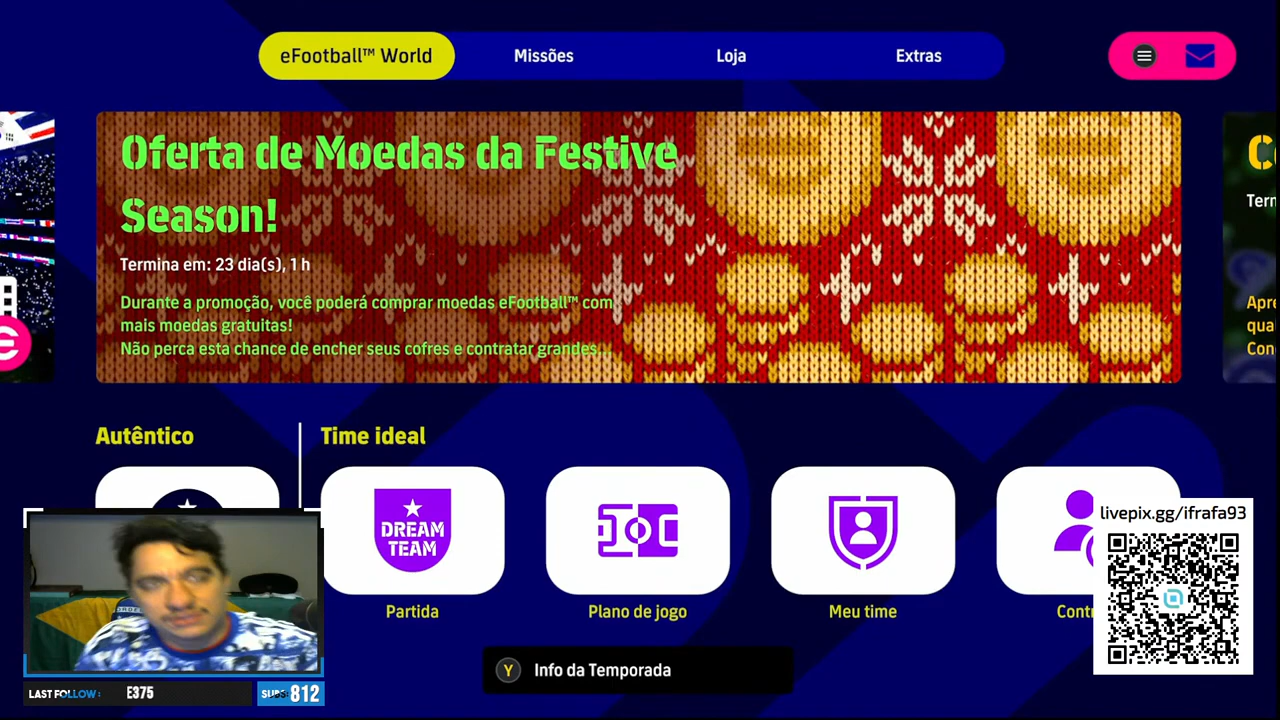 eFootball™ World
Missões
Loja
Extras
Oferta de Moedas da Festive
Season!
Termina em: 23 dia(s), 1 h
Durante a promoção, você poderá comprar moedas eFootball™ com
mais moedas gratuitas!
Não perca esta chance de encher seus cofres e contratar grandes...
Autêntico
Time ideal
DREAM
TEAM
Partida
Plano de jogo
Meu time
livepix.gg/ifrafa93
Y Info da Temporada
LAST FOLLOW: E375
SUBS: 812